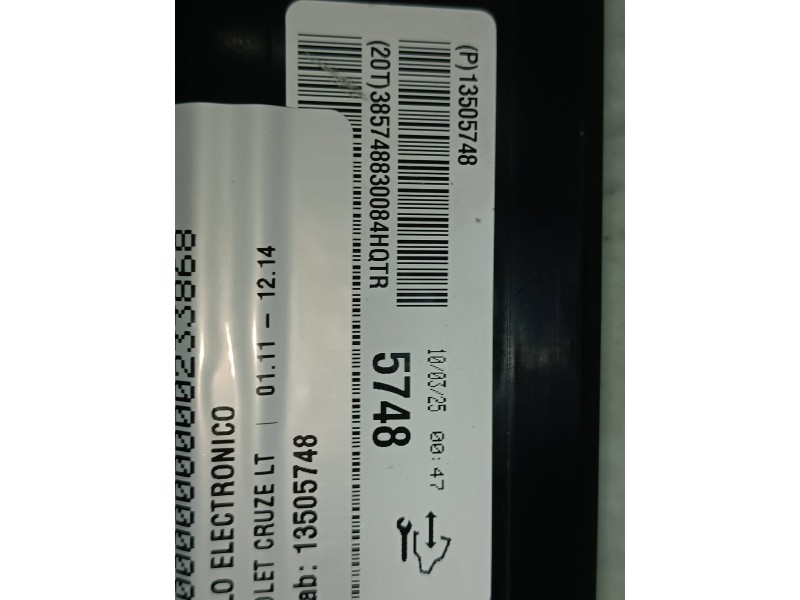 (P)13505748
(20T)385748830084HQTR
10/03/25 00:47
5748
0000000000233868
LO ELECTRONICO
OLET CRUZE LT | 01.11 – 12.14
ab: 13505748